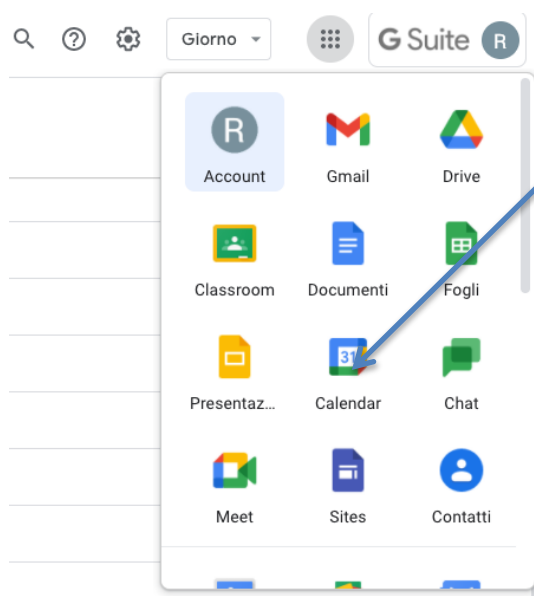 Giorno
G Suite R
R
Account Gmail Drive
Classroom Documenti Fogli
31
Presentaz... Calendar Chat
Meet Sites Contatti